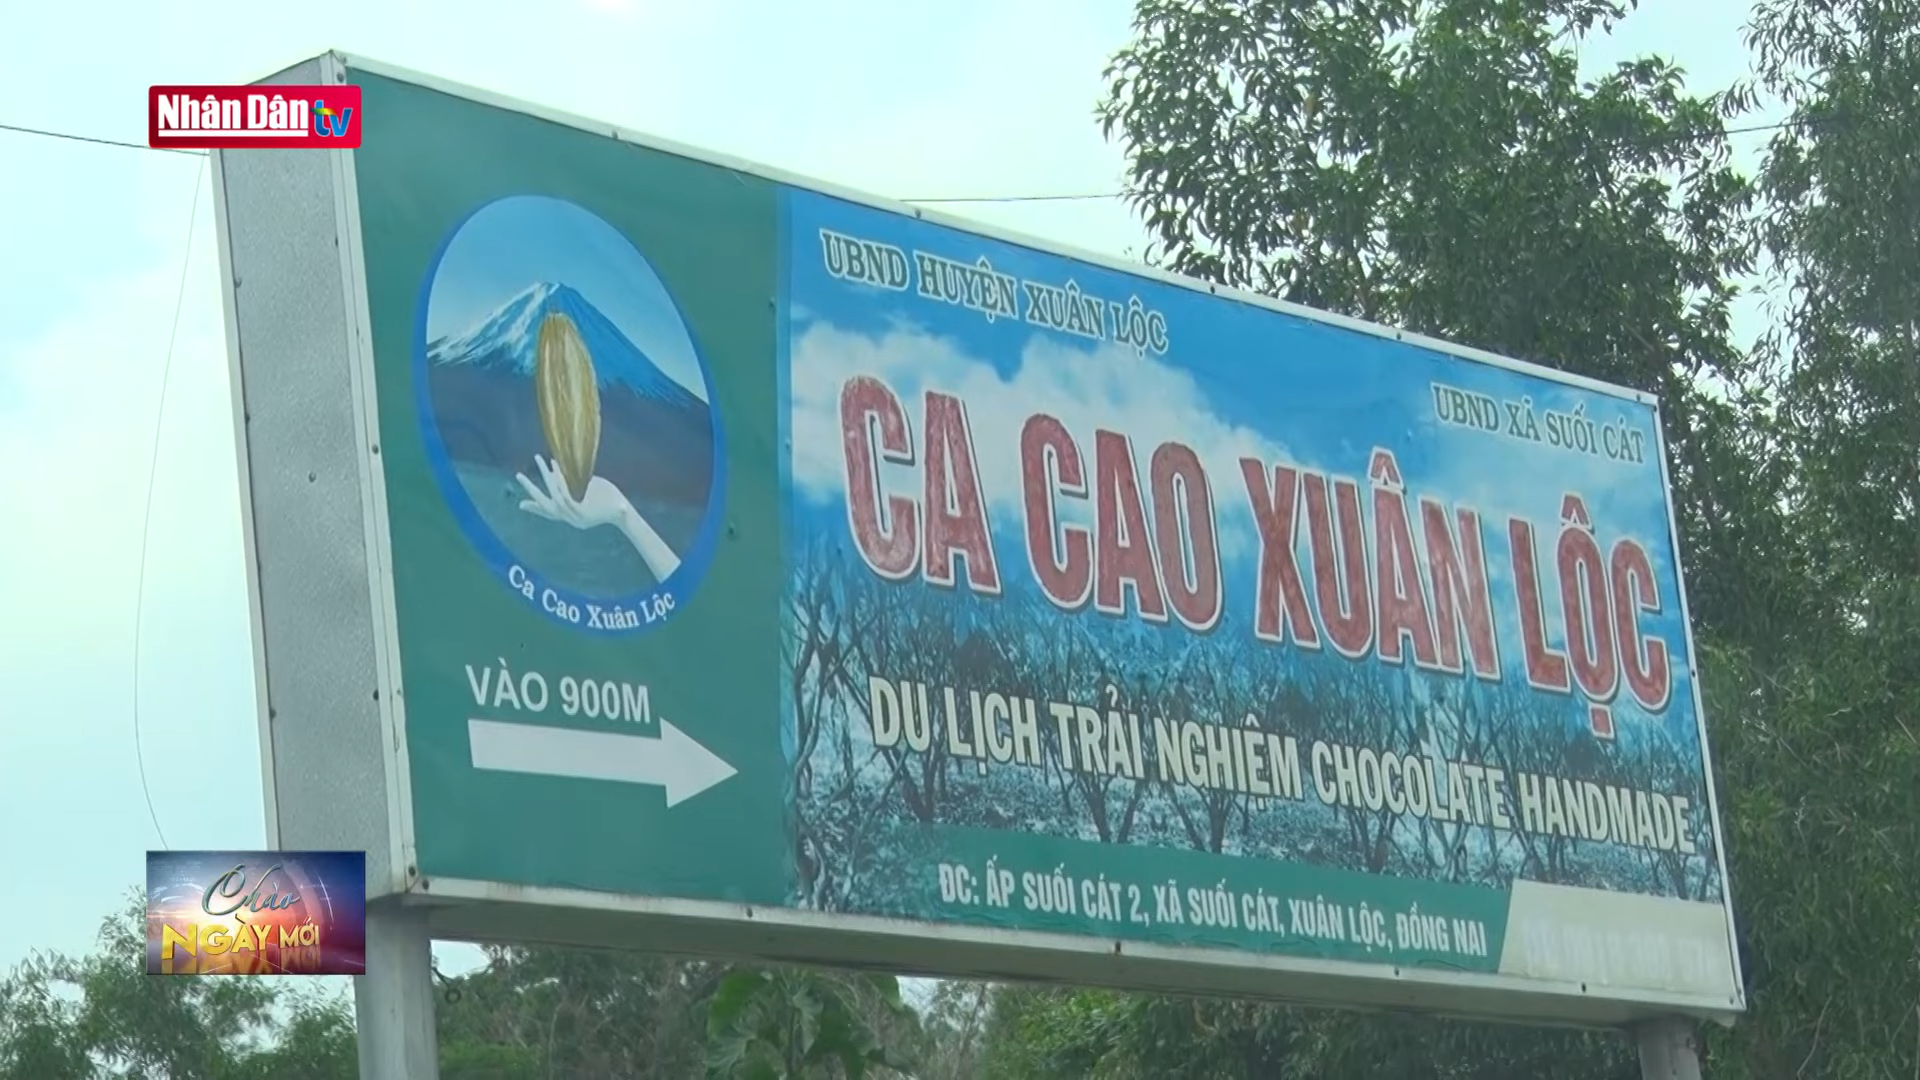 Nhân Dân tv
UBND HUYỆN XUÂN LỘC
UBND XÃ SUỐI CÁT
CA CAO XUÂN LỘC
Ca Cao Xuân Lộc
VÀO 900M
DU LỊCH TRẢI NGHIỆM CHOCOLATE HANDMADE
ĐC: ẤP SUỐI CÁT 2, XÃ SUỐI CÁT, XUÂN LỘC, ĐỒNG NAI
Chào
NGÀY MỚI